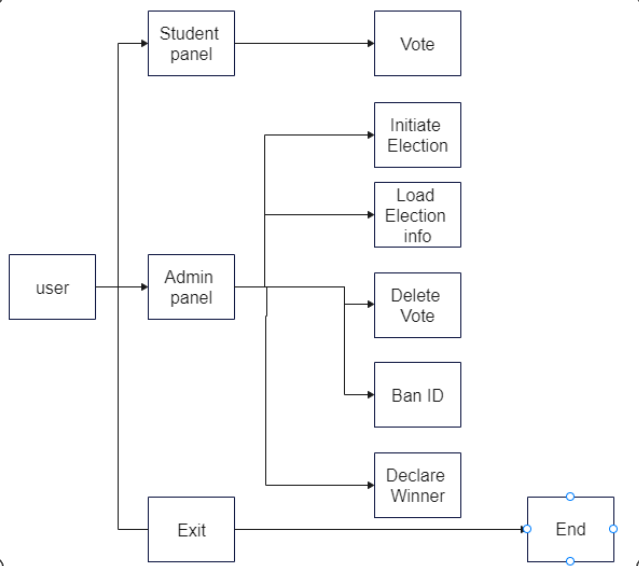 Student
panel
Vote
Initiate
Election
Load
Election
info
user
Admin
panel
Delete
Vote
Ban ID
Declare
Winner
Exit
End